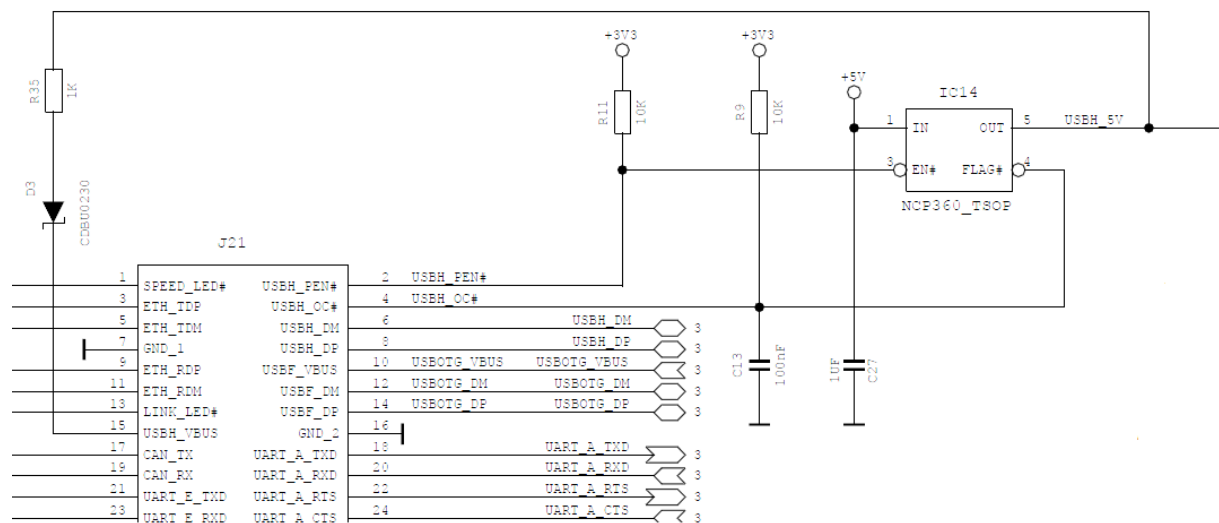 +3V3 +3V3
+5V
R35 1K
R11 10K
R9 10K
IC14
1 IN OUT 5 USBH_5V
3 EN# FLAG# 4
NCP360_TSOP
D3
CDBU0230
J21
1 SPEED_LED# USBH_PEN# 2 USBH_PEN#
3 ETH_TDP USBH_OC# 4 USBH_OC#
5 ETH_TDM USBH_DM 6 USBH_DM 3
7 GND_1 USBH_DP 8 USBH_DP 3
9 ETH_RDP USBF_VBUS 10 USBOTG_VBUS USBOTG_VBUS 3
11 ETH_RDM USBF_DM 12 USBOTG_DM USBOTG_DM 3
13 LINK_LED# USBF_DP 14 USBOTG_DP USBOTG_DP 3
15 USBH_VBUS GND_2 16
17 CAN_TX UART_A_TXD 18 UART_A_TXD 3
19 CAN_RX UART_A_RXD 20 UART_A_RXD 3
21 UART_E_TXD UART_A_RTS 22 UART_A_RTS 3
23 UART_E_RXD UART_A_CTS 24 UART_A_CTS 3
C13 100nF
1UF C27